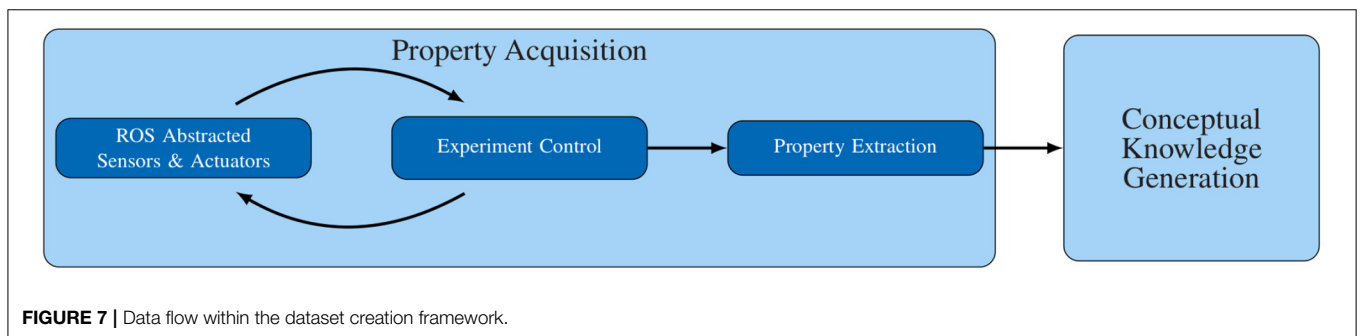 Property Acquisition
ROS Abstracted
Sensors & Actuators
Experiment Control
Property Extraction
Conceptual
Knowledge
Generation
FIGURE 7 | Data flow within the dataset creation framework.